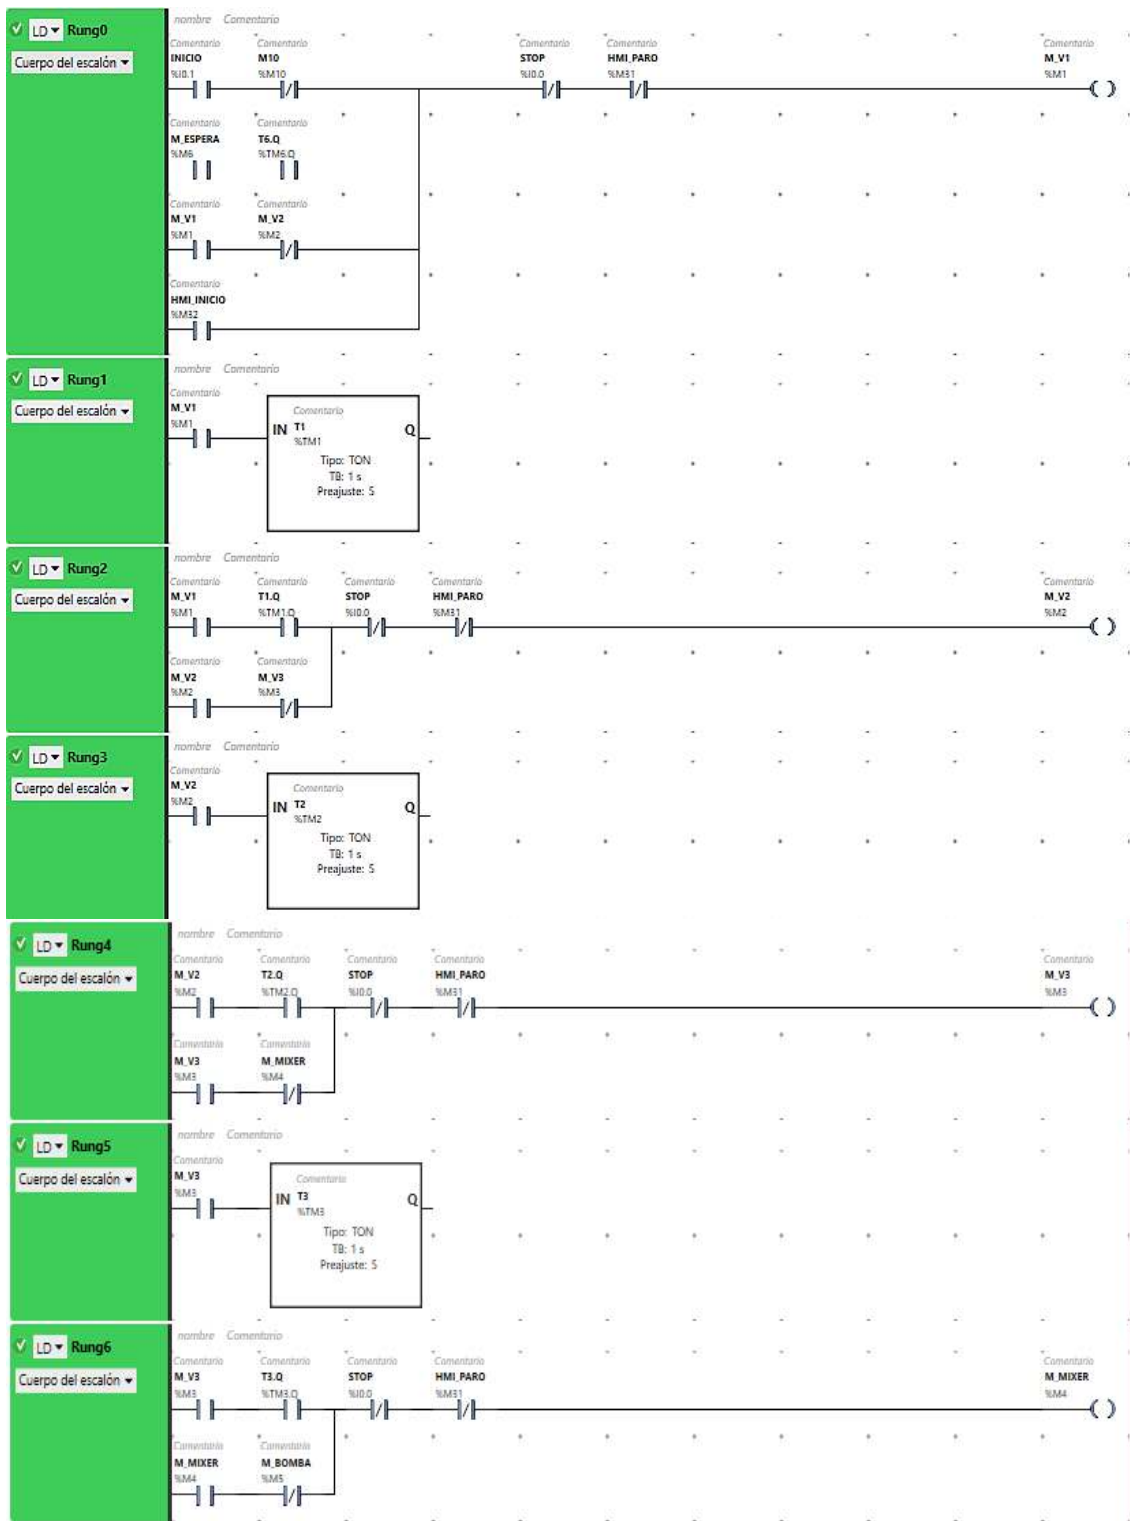 LD Rung0
nombre Comentario
Cuerpo del escalón
Comentario Comentario Comentario Comentario Comentario
INICIO M10 STOP HMI_PARO M_V1
%I0.1 %M10 %I0.0 %M31 %M1
Comentario Comentario
M_ESPERA T6.Q
%M6 %TM6.Q
Comentario Comentario
M_V1 M_V2
%M1 %M2
Comentario
HMI_INICIO
%M32
LD Rung1
nombre Comentario
Cuerpo del escalón
Comentario
M_V1
%M1
Comentario
IN T1 Q
%TM1
Tipo: TON
TB: 1 s
Preajuste: 5
LD Rung2
nombre Comentario
Cuerpo del escalón
Comentario Comentario Comentario Comentario Comentario
M_V1 T1.Q STOP HMI_PARO M_V2
%M1 %TM1.Q %I0.0 %M31 %M2
Comentario Comentario
M_V2 M_V3
%M2 %M3
LD Rung3
nombre Comentario
Cuerpo del escalón
Comentario
M_V2
%M2
Comentario
IN T2 Q
%TM2
Tipo: TON
TB: 1 s
Preajuste: 5
LD Rung4
nombre Comentario
Cuerpo del escalón
Comentario Comentario Comentario Comentario Comentario
M_V2 T2.Q STOP HMI_PARO M_V3
%M2 %TM2.Q %I0.0 %M31 %M3
Comentario Comentario
M_V3 M_MIXER
%M3 %M4
LD Rung5
nombre Comentario
Cuerpo del escalón
Comentario
M_V3
%M3
Comentario
IN T3 Q
%TM3
Tipo: TON
TB: 1 s
Preajuste: 5
LD Rung6
nombre Comentario
Cuerpo del escalón
Comentario Comentario Comentario Comentario Comentario
M_V3 T3.Q STOP HMI_PARO M_MIXER
%M3 %TM3.Q %I0.0 %M31 %M4
Comentario Comentario
M_MIXER M_BOMBA
%M4 %M5